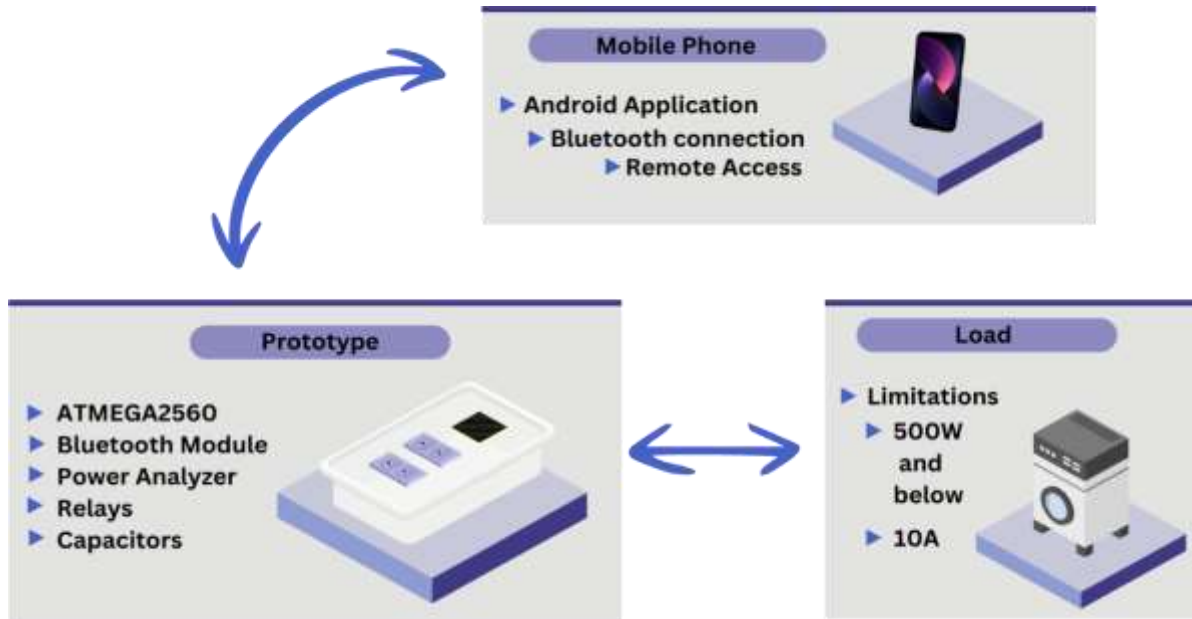 Mobile Phone
Android Application
Bluetooth connection
Remote Access
Prototype
ATMEGA2560
Bluetooth Module
Power Analyzer
Relays
Capacitors
Load
Limitations
500W
and
below
10A